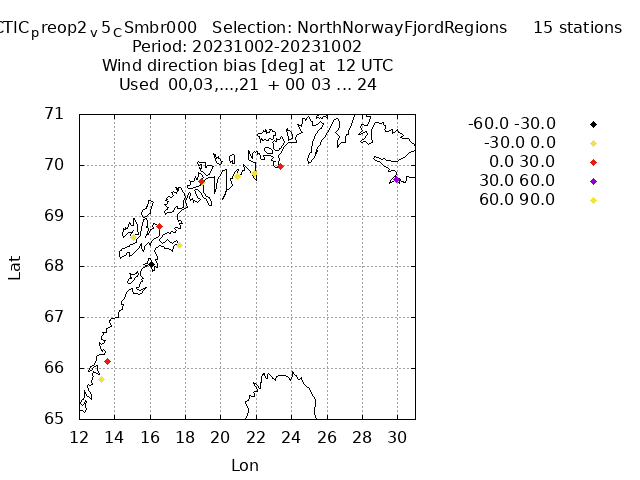 CTIC preop2 v 5 C Smbr000 Selection: NorthNorwayFjordRegions 15 stations
Period: 20231002-20231002
Wind direction bias [deg] at 12 UTC
Used 00,03,...,21 + 00 03 ... 24
-60.0 -30.0
-30.0 0.0
0.0 30.0
30.0 60.0
60.0 90.0
71
70
69
68
67
66
65
Lat
12 14 16 18 20 22 24 26 28 30
Lon